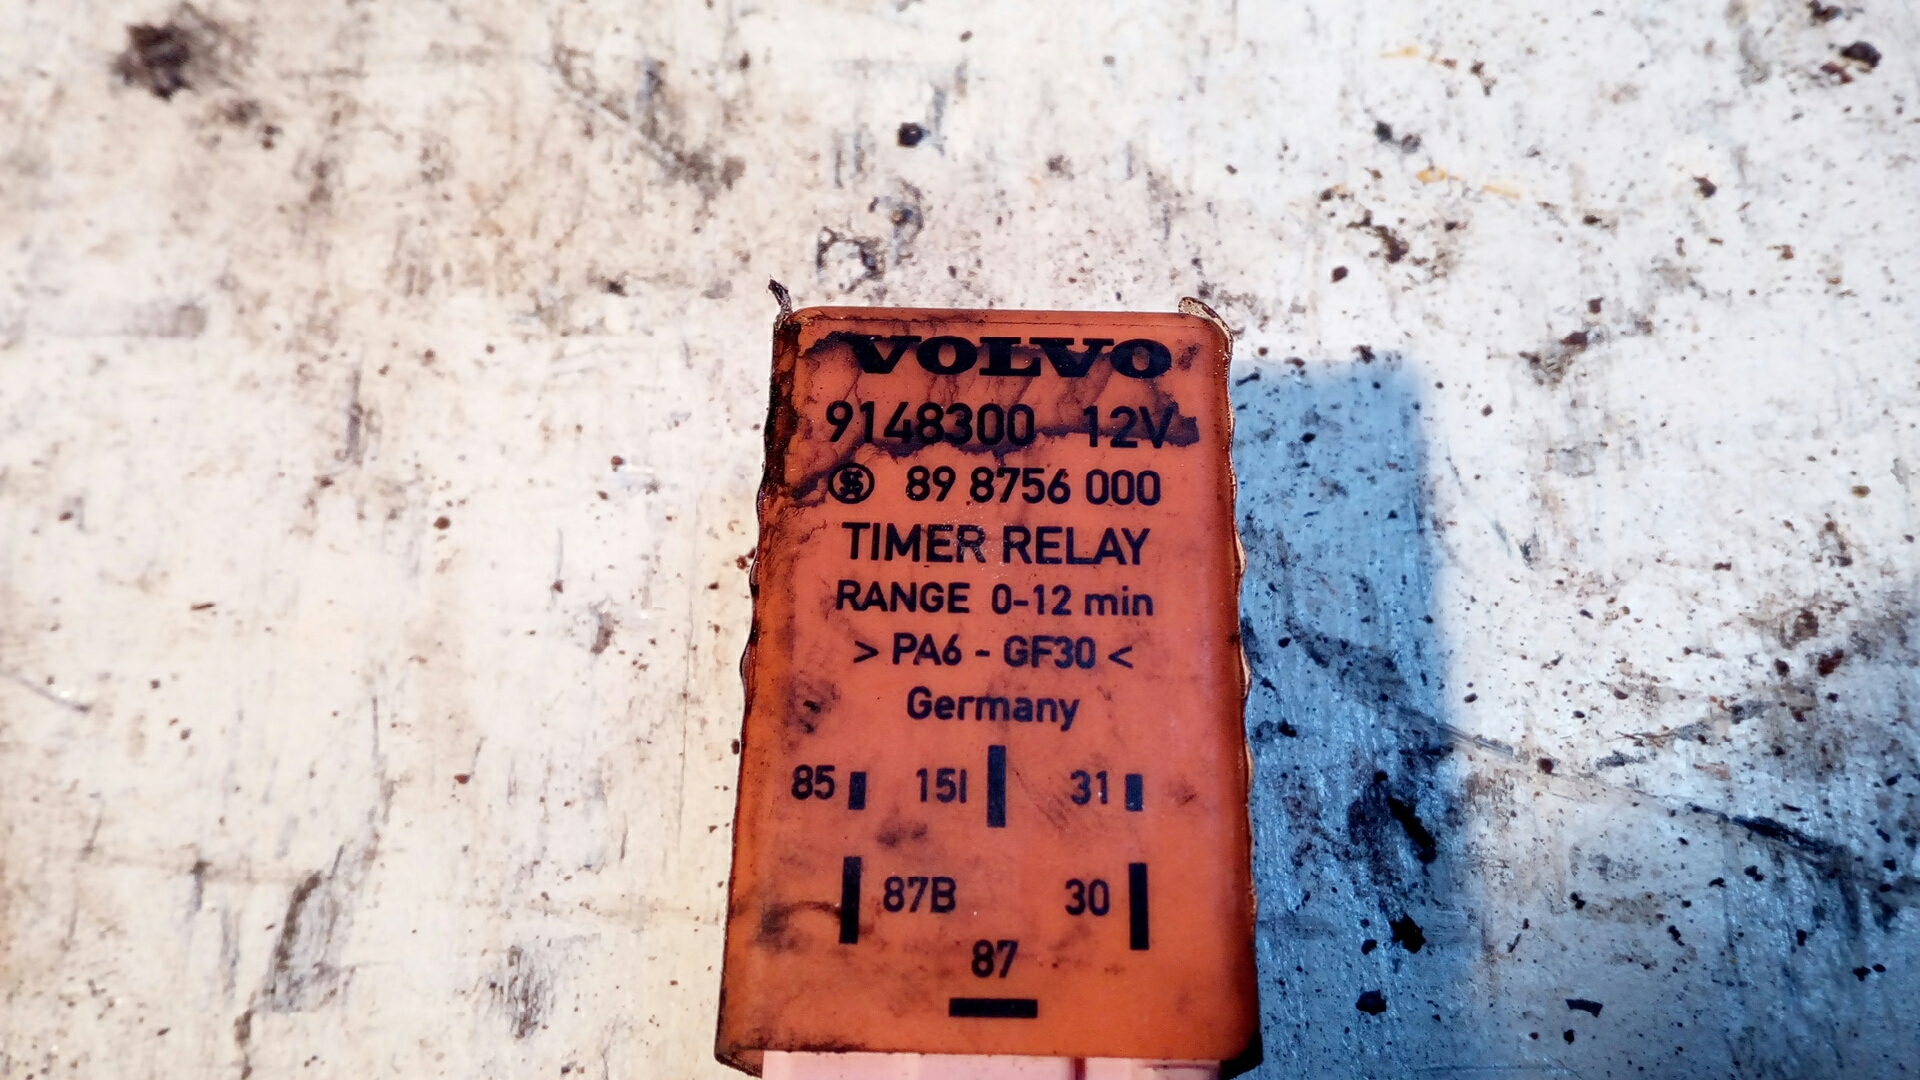 VOLVO
9148300 12V
89 8756 000
TIMER RELAY
RANGE 0-12 min
> PA6 - GF30 <
Germany
85 15I 31
87B 30
87